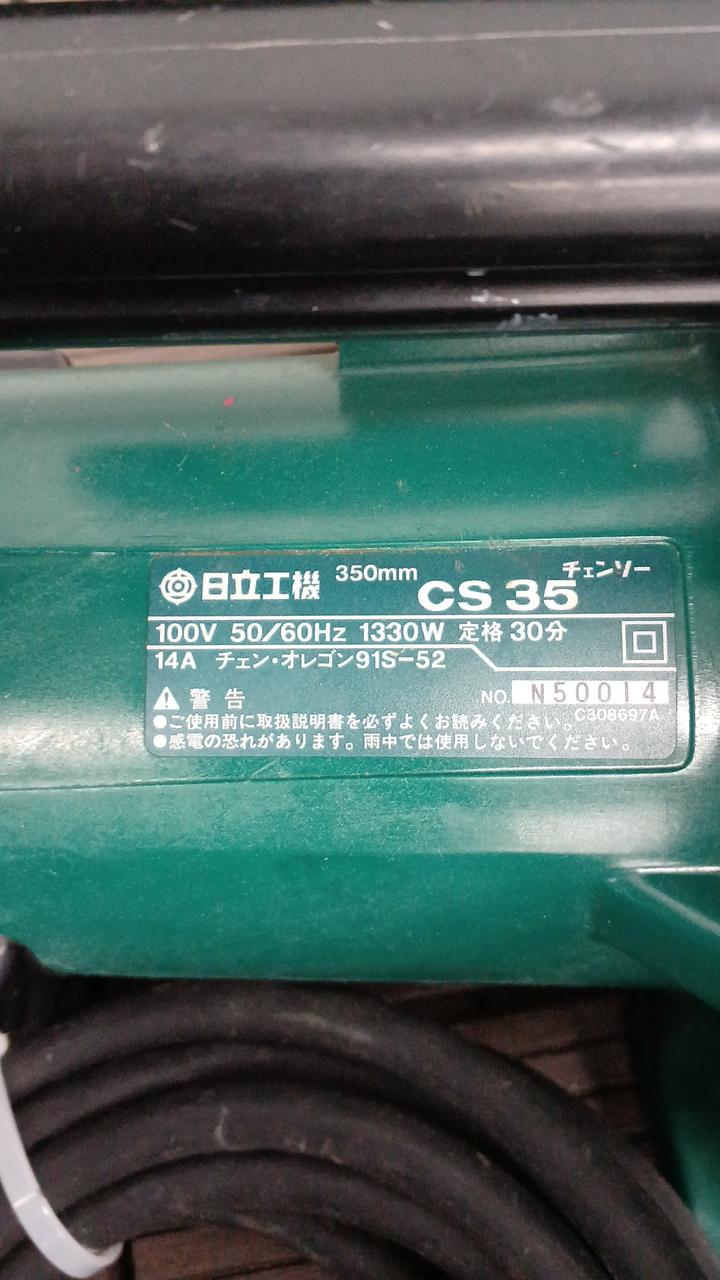 日立工機 350mm CS 35 チェンソー
100V 50/60Hz 1330W 定格 30分
14A チェン・オレゴン91S-52
警告 NO. N50014
●ご使用前に取扱説明書を必ずよくお読みください。 C308697A
●感電の恐れがあります。雨中では使用しないでください。